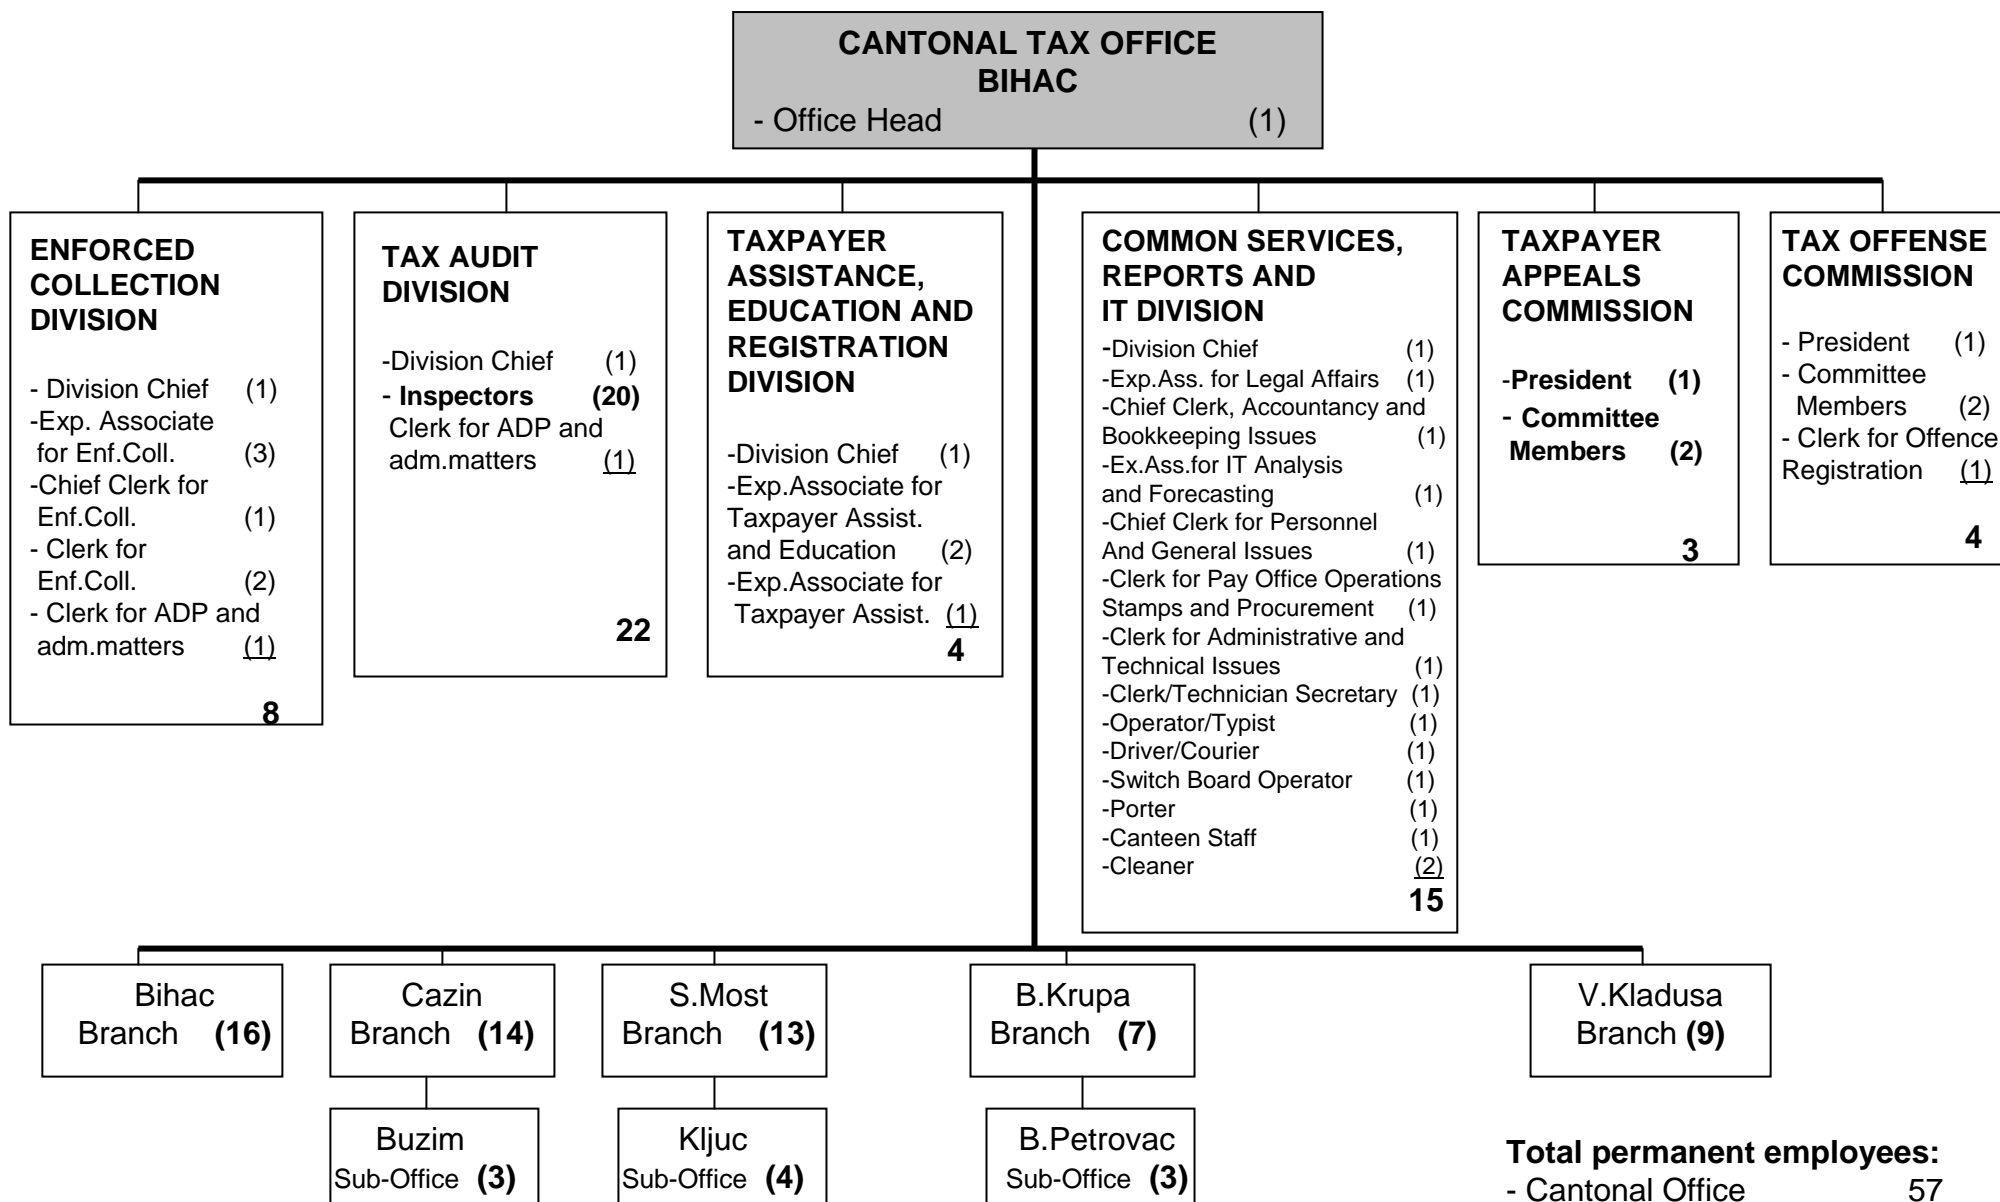 CANTONAL TAX OFFICE
BIHAC
- Office Head (1)
ENFORCED
COLLECTION
DIVISION
- Division Chief (1)
-Exp. Associate
for Enf.Coll. (3)
-Chief Clerk for
Enf.Coll. (1)
- Clerk for
Enf.Coll. (2)
- Clerk for ADP and
adm.matters (1)
8
TAX AUDIT
DIVISION
-Division Chief (1)
- Inspectors (20)
Clerk for ADP and
adm.matters (1)
22
TAXPAYER
ASSISTANCE,
EDUCATION AND
REGISTRATION
DIVISION
-Division Chief (1)
-Exp.Associate for
Taxpayer Assist.
and Education (2)
-Exp.Associate for
Taxpayer Assist. (1)
4
COMMON SERVICES,
REPORTS AND
IT DIVISION
-Division Chief (1)
-Exp.Ass. for Legal Affairs (1)
-Chief Clerk, Accountancy and
Bookkeeping Issues (1)
-Ex.Ass.for IT Analysis
and Forecasting (1)
-Chief Clerk for Personnel
And General Issues (1)
-Clerk for Pay Office Operations
Stamps and Procurement (1)
-Clerk for Administrative and
Technical Issues (1)
-Clerk/Technician Secretary (1)
-Operator/Typist (1)
-Driver/Courier (1)
-Switch Board Operator (1)
-Porter (1)
-Canteen Staff (1)
-Cleaner (2)
15
TAXPAYER
APPEALS
COMMISSION
-President (1)
- Committee
Members (2)
3
TAX OFFENSE
COMMISSION
- President (1)
- Committee
Members (2)
- Clerk for Offence
Registration (1)
4
Bihac
Branch (16)
Cazin
Branch (14)
S.Most
Branch (13)
B.Krupa
Branch (7)
V.Kladusa
Branch (9)
Buzim
Sub-Office (3)
Kljuc
Sub-Office (4)
B.Petrovac
Sub-Office (3)
Total permanent employees:
- Cantonal Office 57